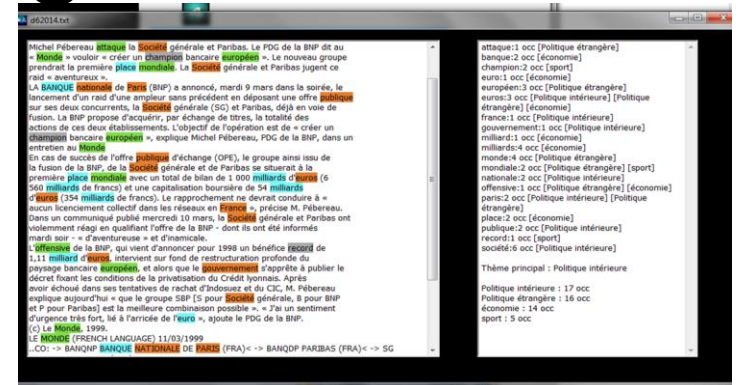 d62014.txt
Michel Pébereau attaque la Société générale et Paribas. Le PDG de la BNP dit au
« Monde » vouloir « créer un champion bancaire européen ». Le nouveau groupe
prendrait la première place mondiale. La Société générale et Paribas jugent ce
raid « aventureux ».
LA BANQUE nationale de Paris (BNP) a annoncé, mardi 9 mars dans la soirée, le
lancement d'un raid d'une ampleur sans précédent en déposant une offre publique
sur ses deux concurrents, la Société générale (SG) et Paribas, déjà en voie de
fusion. La BNP propose d'acquérir, par échange de titres, la totalité des
actions de ces deux établissements. L'objectif de l'opération est de « créer un
champion bancaire européen », explique Michel Pébereau, PDG de la BNP, dans un
entretien au Monde
En cas de succès de l'offre publique d'échange (OPE), le groupe ainsi issu de
la fusion de la BNP, de la Société générale et de Paribas se situerait à la
première place mondiale avec un total de bilan de 1 000 milliards d'euros (6
560 milliards de francs) et une capitalisation boursière de 54 milliards
d'euros (354 milliards de francs). Le rapprochement ne devrait conduire à «
aucun licenciement collectif dans les réseaux en France », précise M. Pébereau.
Dans un communiqué publié mercredi 10 mars, la Société générale et Paribas ont
violemment réagi en qualifiant l'offre de la BNP - dont ils ont été informés
mardi soir - « d'aventureuse » et d'inamicale.
L'offensive de la BNP, qui vient d'annoncer pour 1998 un bénéfice record de
1,11 milliard d'euros, intervient sur fond de restructuration profonde du
paysage bancaire européen, et alors que le gouvernement s'apprête à publier le
décret fixant les conditions de la privatisation du Crédit lyonnais. Après
avoir échoué dans ses tentatives de rachat d'Indosuez et du CIC, M. Pébereau
explique aujourd'hui « que le groupe SBP [S pour Société générale, B pour BNP
et P pour Paribas] est la meilleure combinaison possible ». « J'ai un sentiment
d'urgence très fort, lié à l'arrivée de l'euro », ajoute le PDG de la BNP.
(c) Le Monde, 1999.
LE MONDE (FRENCH LANGUAGE) 11/03/1999
..CO: -> BANQNP BANQUE NATIONALE DE PARIS (FRA)< -> BANQDP PARIBAS (FRA)< -> SG
attaque:1 occ [Politique étrangère]
banque:2 occ [économie]
champion:2 occ [sport]
euro:1 occ [économie]
européen:3 occ [Politique étrangère]
euros:3 occ [Politique intérieure] [Politique
étrangère]
france:1 occ [Politique intérieure]
gouvernement:1 occ [Politique intérieure]
milliard:1 occ [économie]
milliards:4 occ [économie]
monde:4 occ [Politique étrangère]
mondiale:2 occ [Politique étrangère] [sport]
nationale:2 occ [Politique intérieure]
offensive:1 occ [Politique étrangère] [économie]
paris:2 occ [Politique intérieure] [Politique
étrangère]
place:2 occ [économie]
publique:2 occ [Politique intérieure]
record:1 occ [sport]
société:6 occ [Politique intérieure]
Thème principal : Politique intérieure
Politique intérieure : 17 occ
Politique étrangère : 16 occ
économie : 14 occ
sport : 5 occ